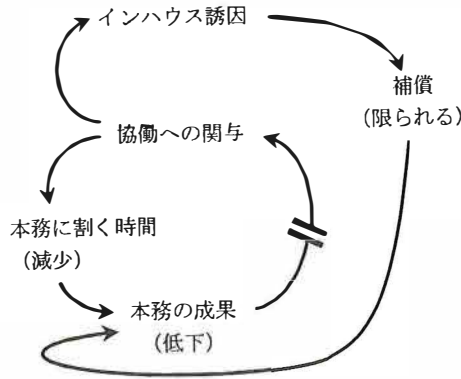 インハウス誘因
補償
(限られる)
協働への関与
本務に割く時間
(減少)
本務の成果
(低下)